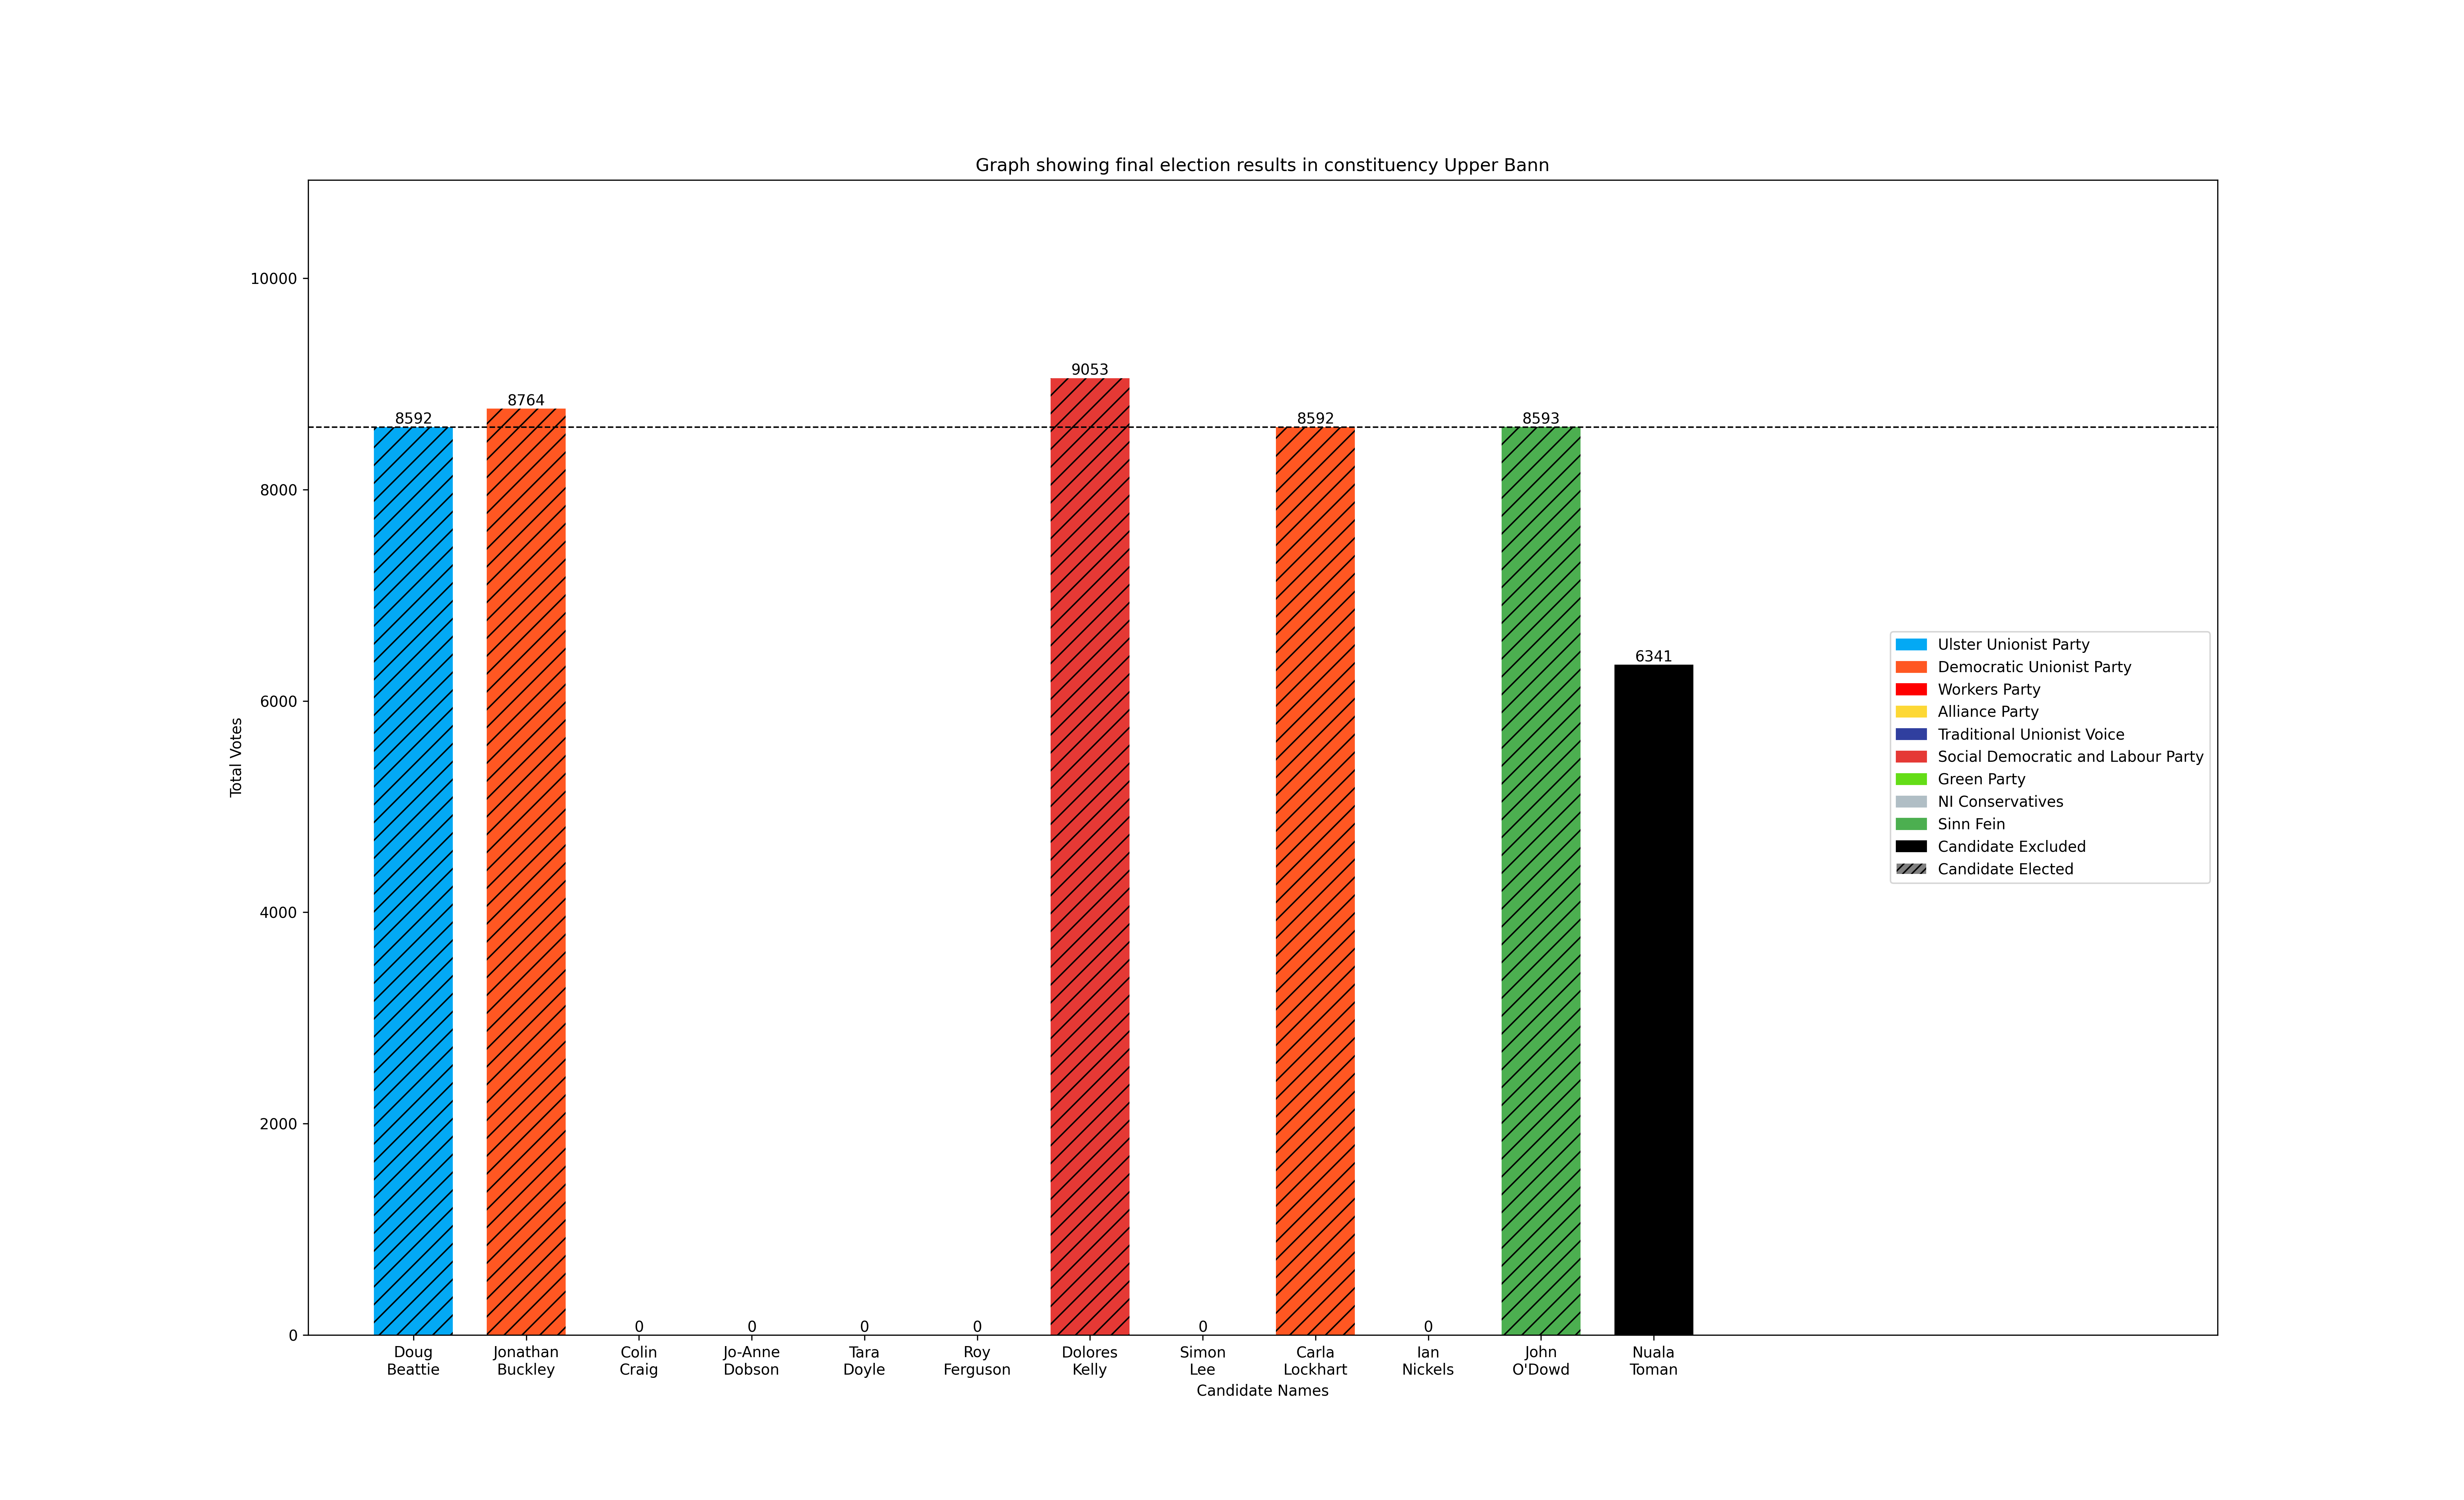 Graph showing final election results in constituency Upper Bann
10000
8000
6000
4000
2000
0
Total Votes
8592
8764
0
0
0
0
9053
0
8592
0
8593
6341
Doug
Beattie
Jonathan
Buckley
Colin
Craig
Jo-Anne
Dobson
Tara
Doyle
Roy
Ferguson
Dolores
Kelly
Simon
Lee
Carla
Lockhart
Ian
Nickels
John
O'Dowd
Nuala
Toman
Candidate Names
Ulster Unionist Party
Democratic Unionist Party
Workers Party
Alliance Party
Traditional Unionist Voice
Social Democratic and Labour Party
Green Party
NI Conservatives
Sinn Fein
Candidate Excluded
Candidate Elected